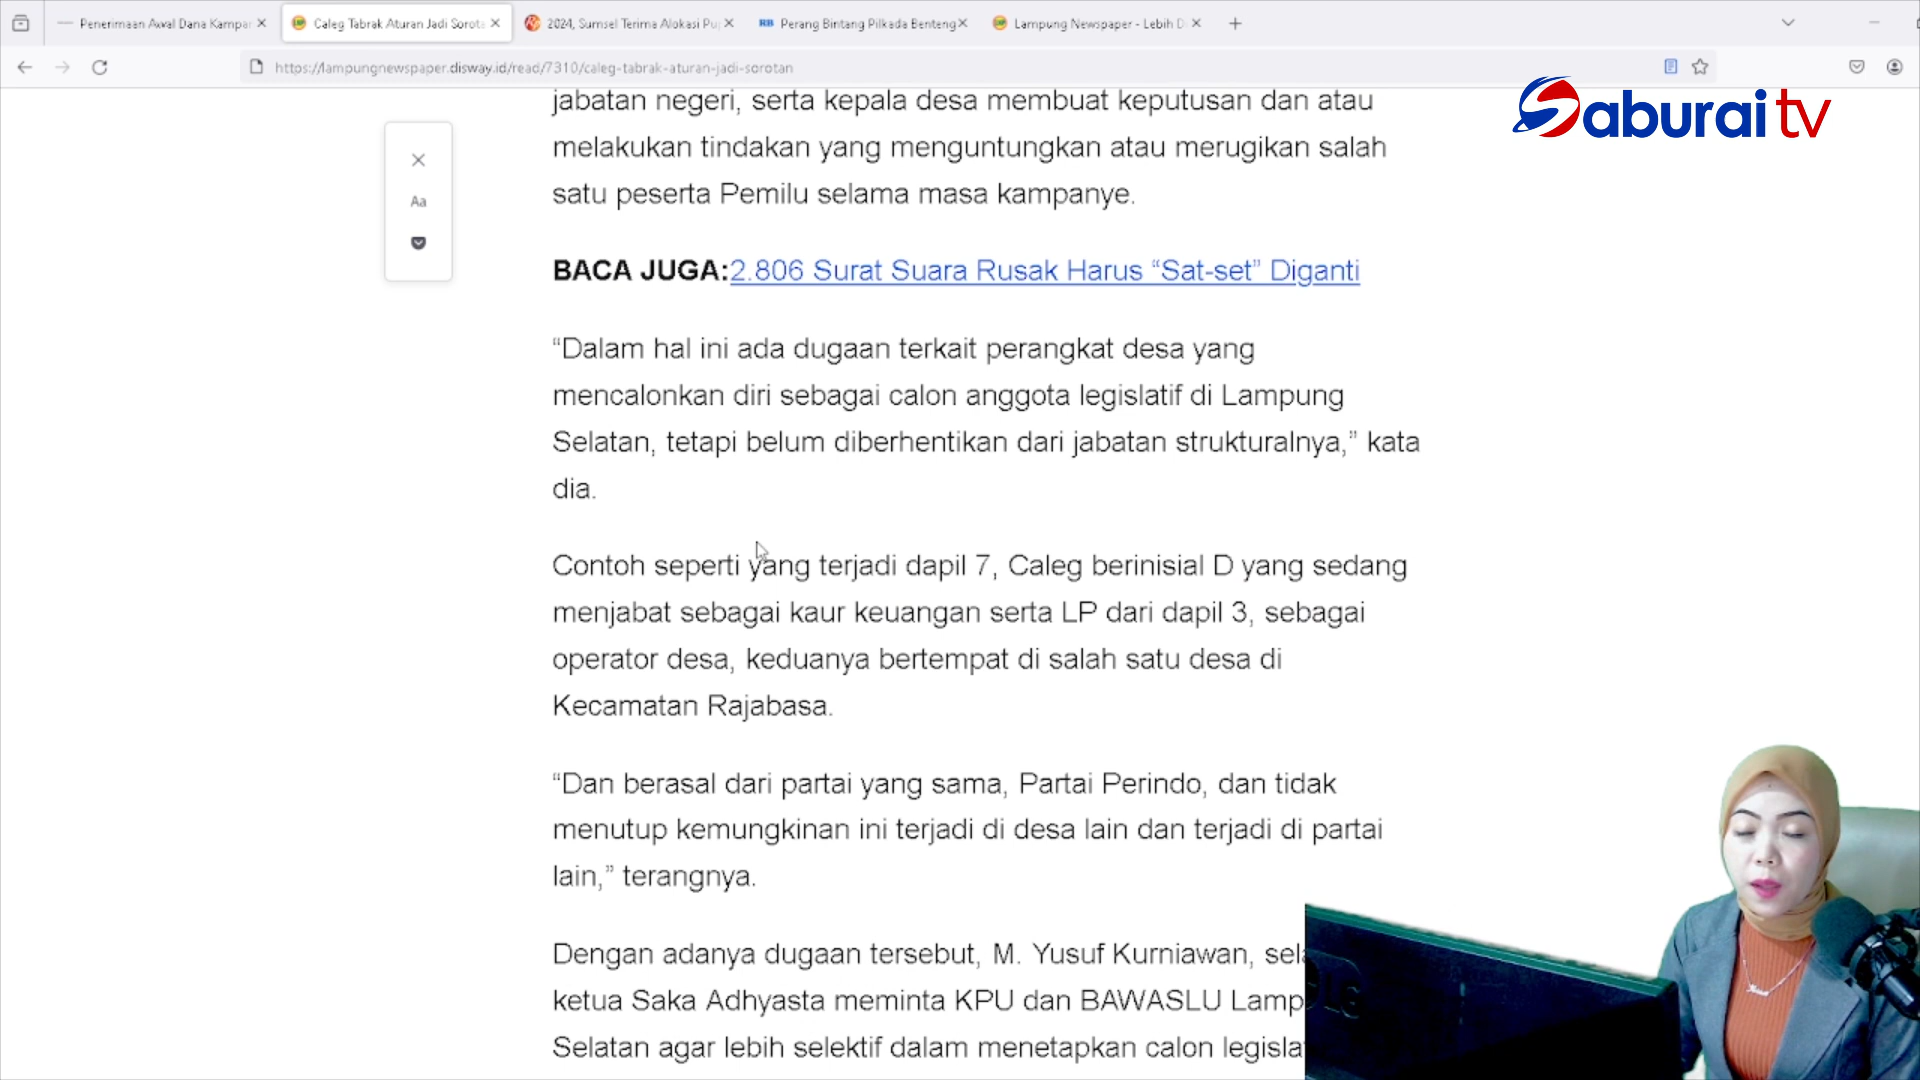 Penerimaan Awal Dana Kampa
Caleg Tabrak Aturan Jadi Sorota
2024, Sumsel Terima Alokasi Pu
RB Perang Bintang Pilkada Benteng
Lampung Newspaper - Lebih D
https://lampungnewspaper.disway.id/read/7310/caleg-tabrak-aturan-jadi-sorotan
Saburai tv
Aa
jabatan negeri, serta kepala desa membuat keputusan dan atau
melakukan tindakan yang menguntungkan atau merugikan salah
satu peserta Pemilu selama masa kampanye.
BACA JUGA:2.806 Surat Suara Rusak Harus “Sat-set” Diganti
“Dalam hal ini ada dugaan terkait perangkat desa yang
mencalonkan diri sebagai calon anggota legislatif di Lampung
Selatan, tetapi belum diberhentikan dari jabatan strukturalnya,” kata
dia.
Contoh seperti yang terjadi dapil 7, Caleg berinisial D yang sedang
menjabat sebagai kaur keuangan serta LP dari dapil 3, sebagai
operator desa, keduanya bertempat di salah satu desa di
Kecamatan Rajabasa.
“Dan berasal dari partai yang sama, Partai Perindo, dan tidak
menutup kemungkinan ini terjadi di desa lain dan terjadi di partai
lain,” terangnya.
Dengan adanya dugaan tersebut, M. Yusuf Kurniawan, sel
ketua Saka Adhyasta meminta KPU dan BAWASLU Lamp
Selatan agar lebih selektif dalam menetapkan calon legisla